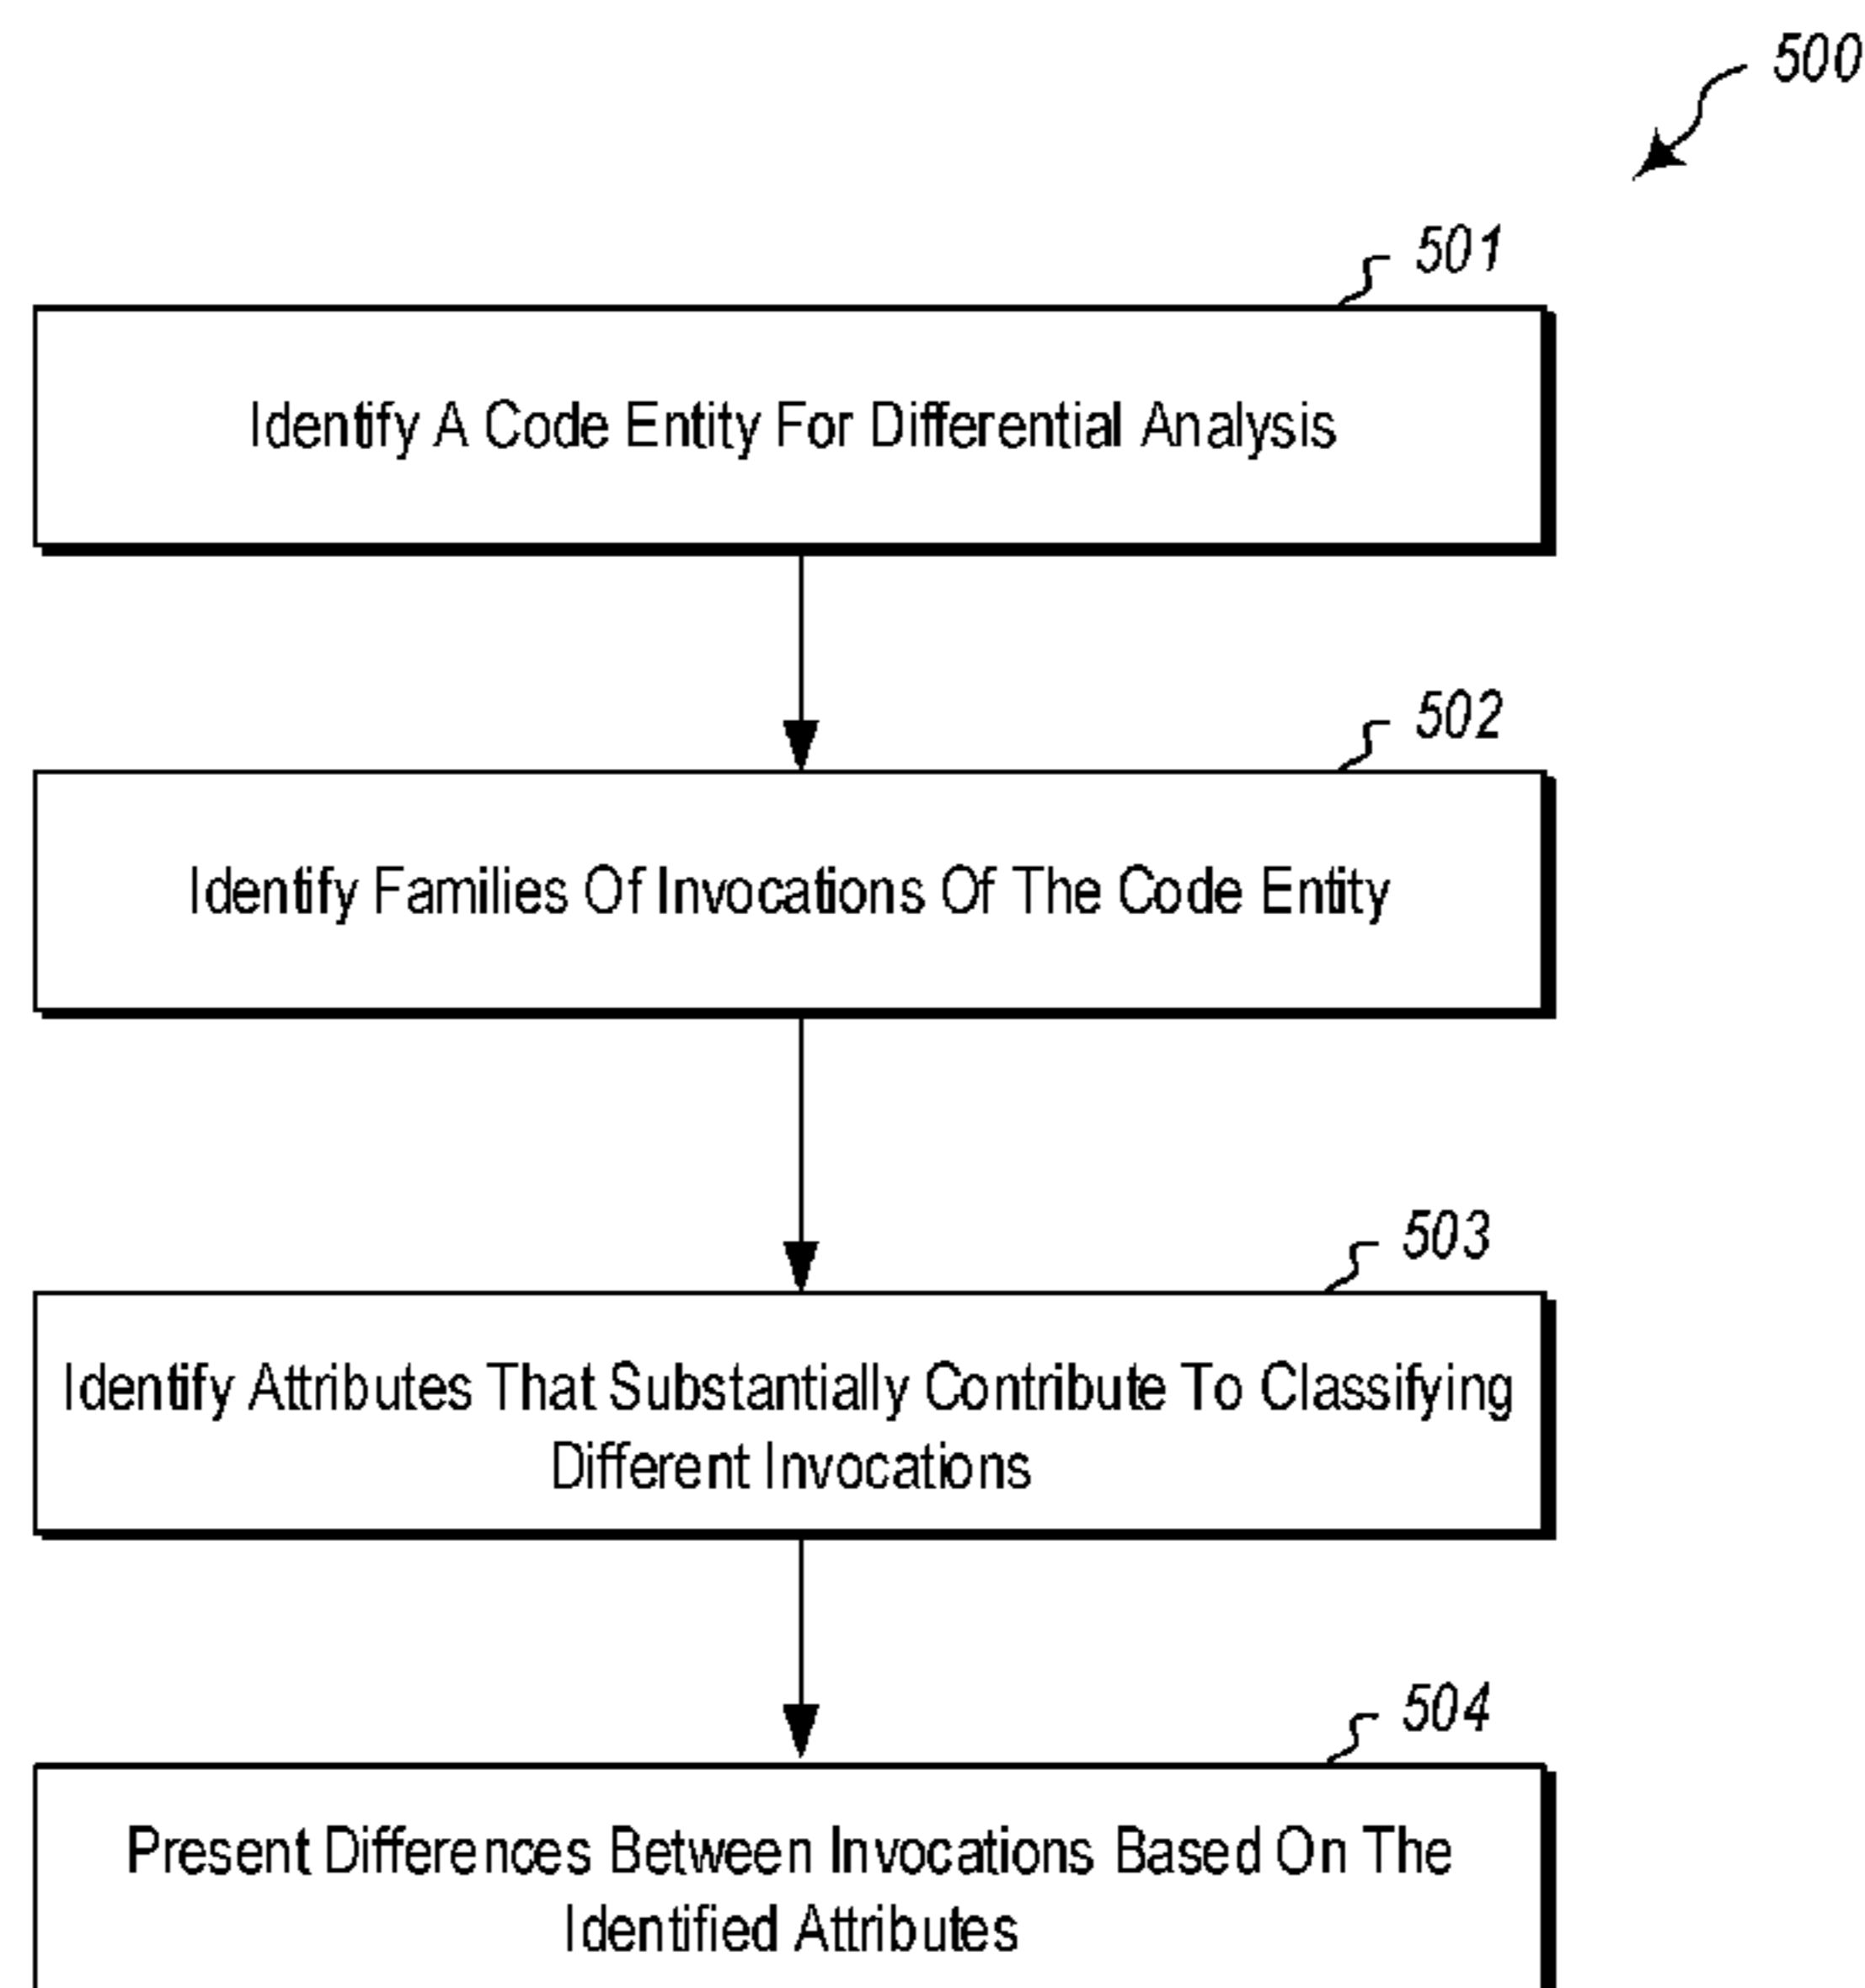 500
501
Identify A Code Entity For Differential Analysis
502
Identify Families Of Invocations Of The Code Entity
503
Identify Attributes That Substantially Contribute To Classifying
Different Invocations
504
Present Differences Between Invocations Based On The
Identified Attributes